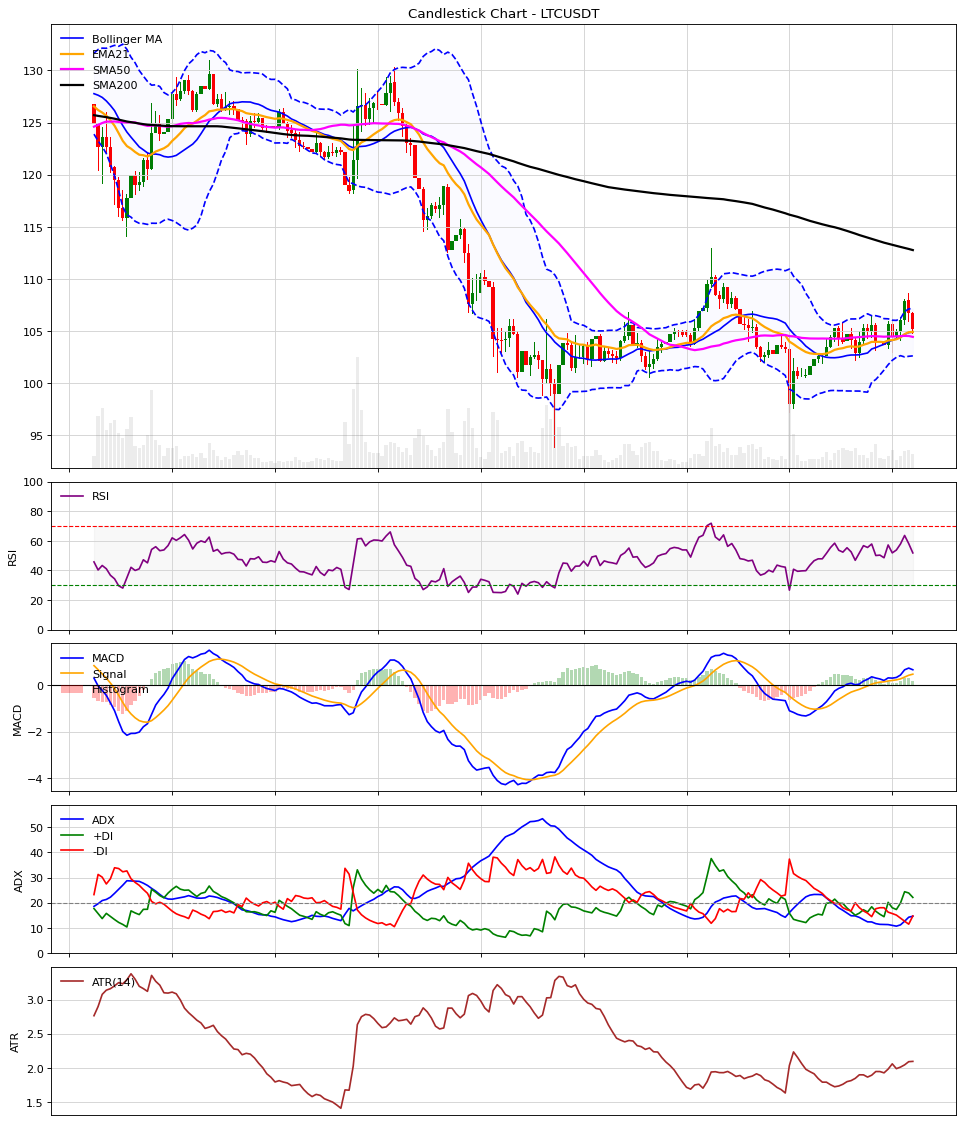 Candlestick Chart - LTCUSDT
Bollinger MA
EMA21
SMA50
SMA200
130
125
120
115
110
105
100
95
RSI
100
80
60
40
20
0
RSI
MACD
Signal
Histogram
0
−2
−4
MACD
ADX
+DI
-DI
50
40
30
20
10
0
ADX
ATR(14)
3.0
2.5
2.0
1.5
ATR